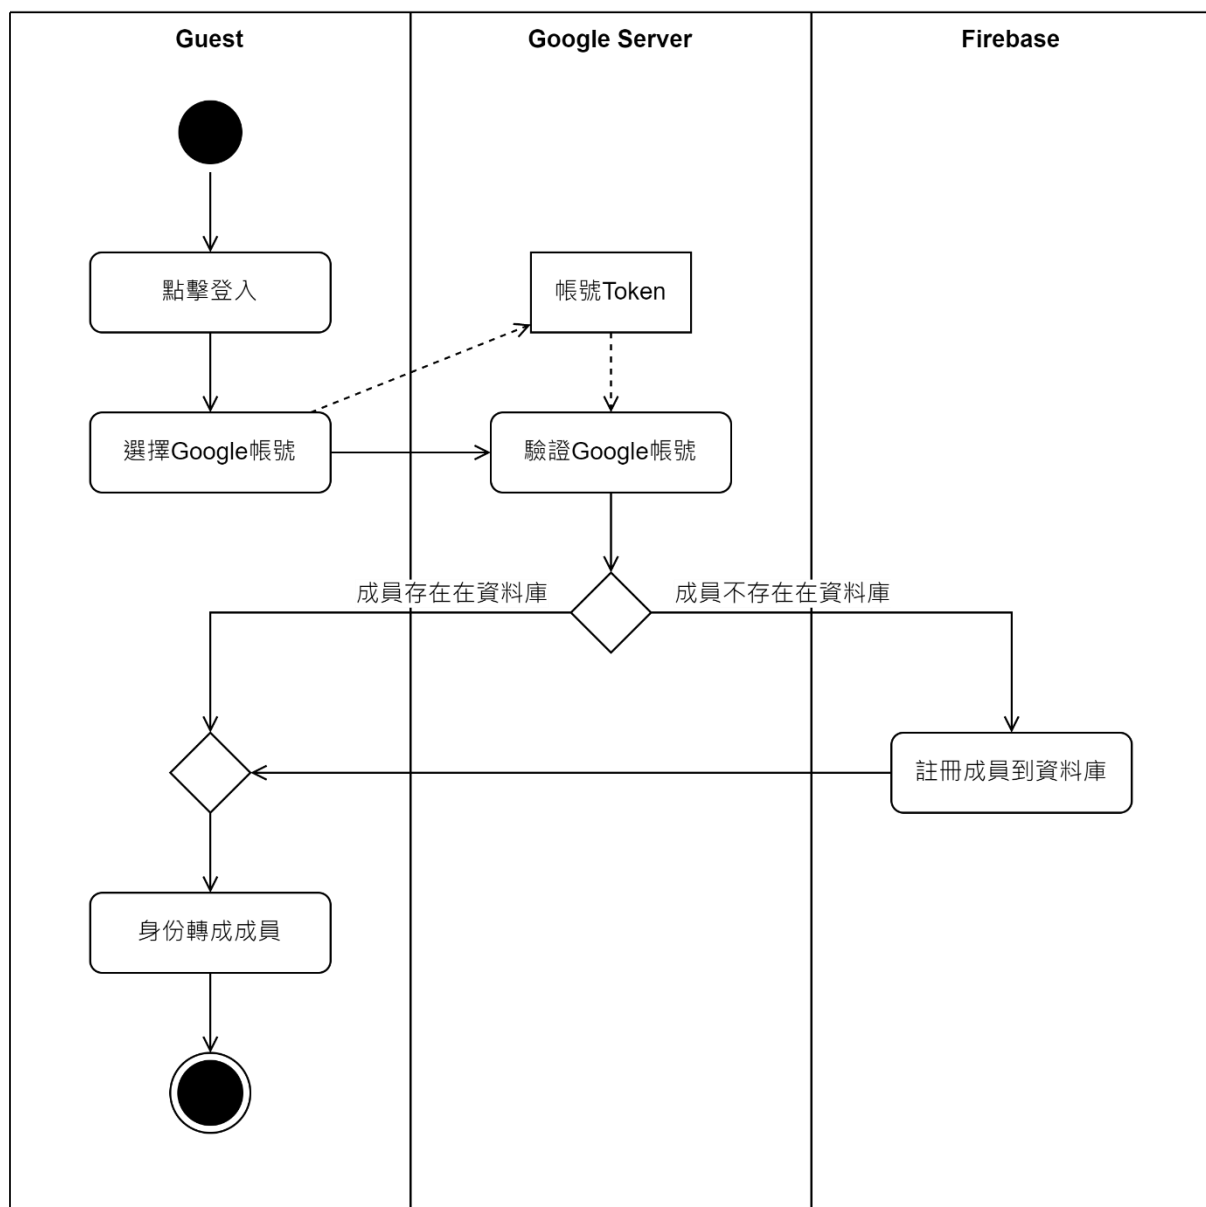 Guest
Google Server
Firebase
點擊登入
帳號Token
選擇Google帳號
驗證Google帳號
成員存在在資料庫
成員不存在在資料庫
註冊成員到資料庫
身份轉成成員